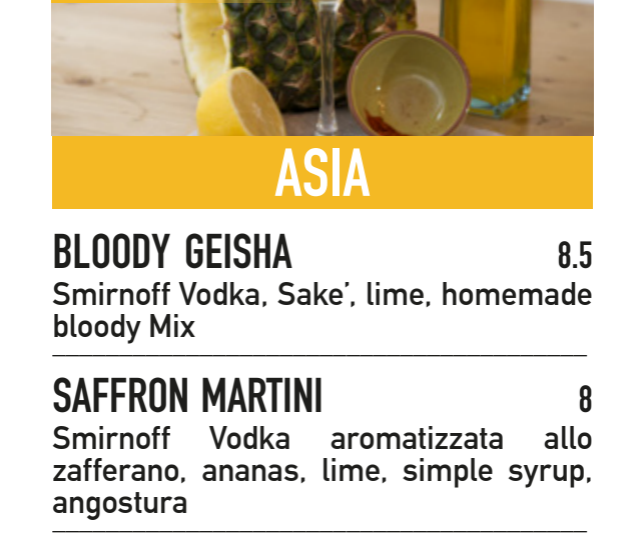 ASIA
BLOODY GEISHA 8.5
Smirnoff Vodka, Sake’, lime, homemade
bloody Mix
SAFFRON MARTINI 8
Smirnoff Vodka aromatizzata allo
zafferano, ananas, lime, simple syrup,
angostura